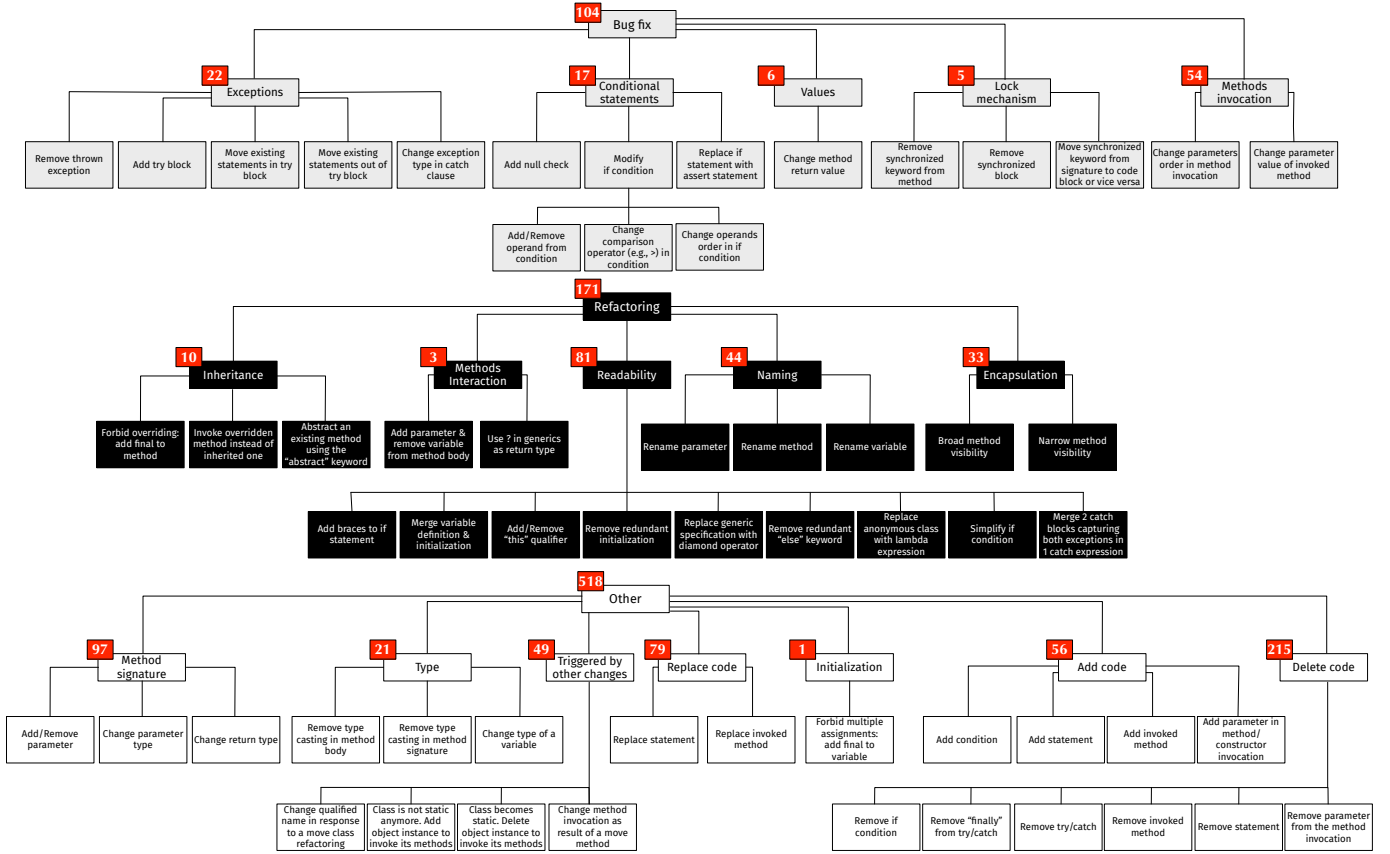 104
Bug fix
22
Exceptions
17
Conditional
statements
6
Values
5
Lock
mechanism
54
Methods
invocation
Remove thrown
exception
Add try block
Move existing
statements in try
block
Move existing
statements out of
try block
Change exception
type in catch
clause
Add null check
Modify
if condition
Replace if
statement with
assert statement
Change method
return value
Remove
synchronized
keyword from
method
Remove
synchronized
block
Move synchronized
keyword from
signature to code
block or vice versa
Change parameters
order in method
invocation
Change parameter
value of invoked
method
Add/Remove
operand from
condition
Change
comparison
operator (e.g., >) in
condition
Change operands
order in if
condition
171
Refactoring
10
Inheritance
3
Methods
Interaction
81
Readability
44
Naming
33
Encapsulation
Forbid overriding:
add final to
method
Invoke overridden
method instead of
inherited one
Abstract an
existing method
using the
“abstract” keyword
Add parameter &
remove variable
from method body
Use ? in generics
as return type
Rename parameter
Rename method
Rename variable
Broad method
visibility
Narrow method
visibility
Add braces to if
statement
Merge variable
definition &
initialization
Add/Remove
“this” qualifier
Remove redundant
initialization
Replace generic
specification with
diamond operator
Remove redundant
“else” keyword
Replace
anonymous class
with lambda
expression
Simplify if
condition
Merge 2 catch
blocks capturing
both exceptions in
1 catch expression
518
Other
97
Method
signature
21
Type
49
Triggered by
other changes
79
Replace code
1
Initialization
56
Add code
215
Delete code
Add/Remove
parameter
Change parameter
type
Change return type
Remove type
casting in method
body
Remove type
casting in method
signature
Change type of a
variable
Replace statement
Replace invoked
method
Forbid multiple
assignments:
add final to
variable
Add condition
Add statement
Add invoked
method
Add parameter in
method/
constructor
invocation
Change qualified
name in response
to a move class
refactoring
Class is not static
anymore. Add
object instance to
invoke its methods
Class becomes
static. Delete
object instance to
invoke its methods
Change method
invocation as
result of a move
method
Remove if
condition
Remove “finally”
from try/catch
Remove try/catch
Remove invoked
method
Remove statement
Remove parameter
from the method
invocation